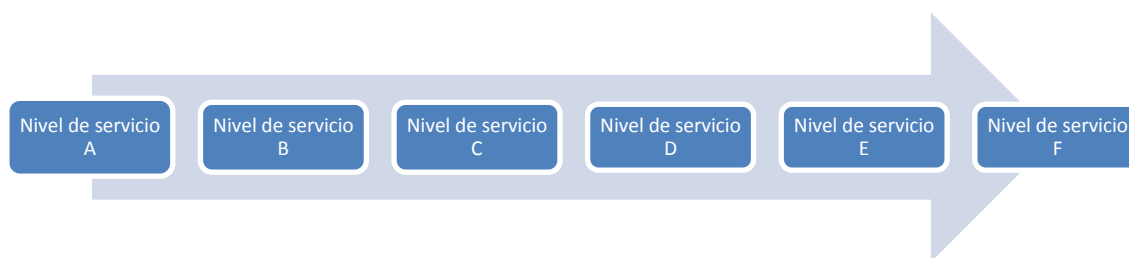 Nivel de servicio
A
Nivel de servicio
B
Nivel de servicio
C
Nivel de servicio
D
Nivel de servicio
E
Nivel de servicio
F